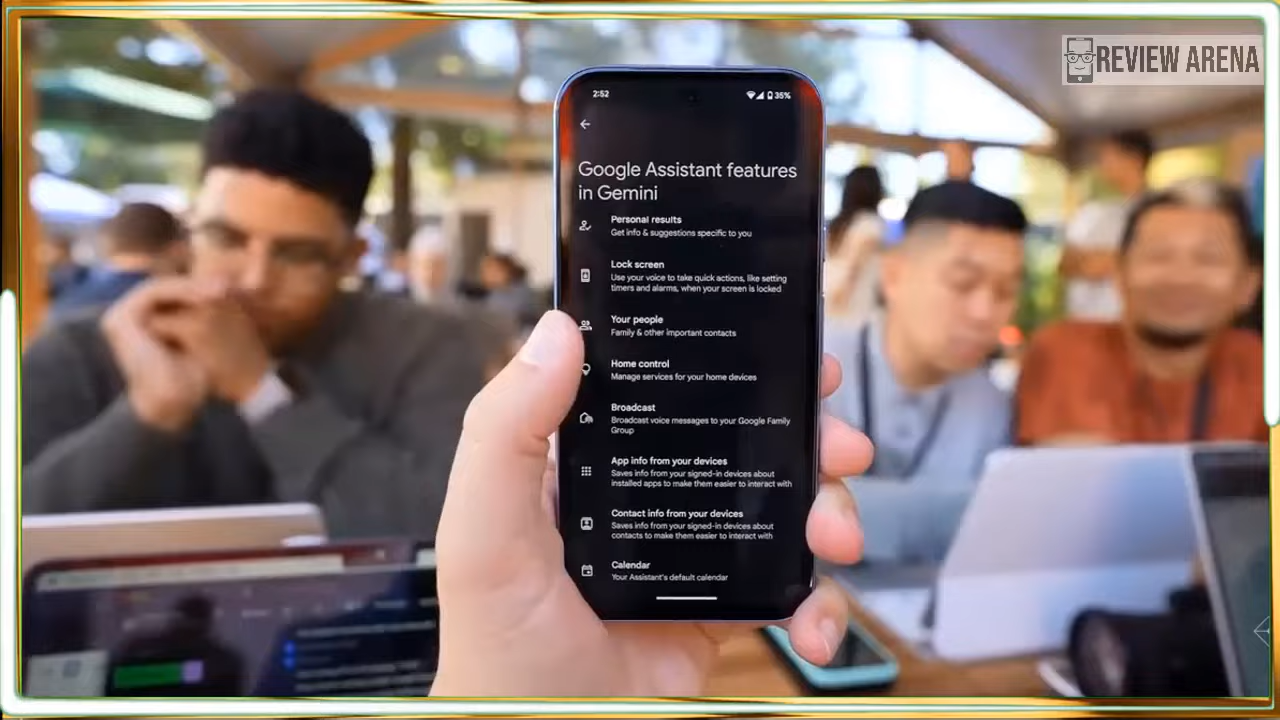 REVIEW ARENA
2:52
35%
Google Assistant features
in Gemini
Personal results
Get info & suggestions specific to you
Lock screen
Use your voice to take quick actions, like setting
timers and alarms, when your screen is locked
Your people
Family & other important contacts
Home control
Manage services for your home devices
Broadcast
Broadcast voice messages to your Google Family
Group
App info from your devices
Saves info from your signed-in devices about
installed apps to make them easier to interact with
Contact info from your devices
Saves info from your signed-in devices about
contacts to make them easier to interact with
Calendar
Your Assistant's default calendar